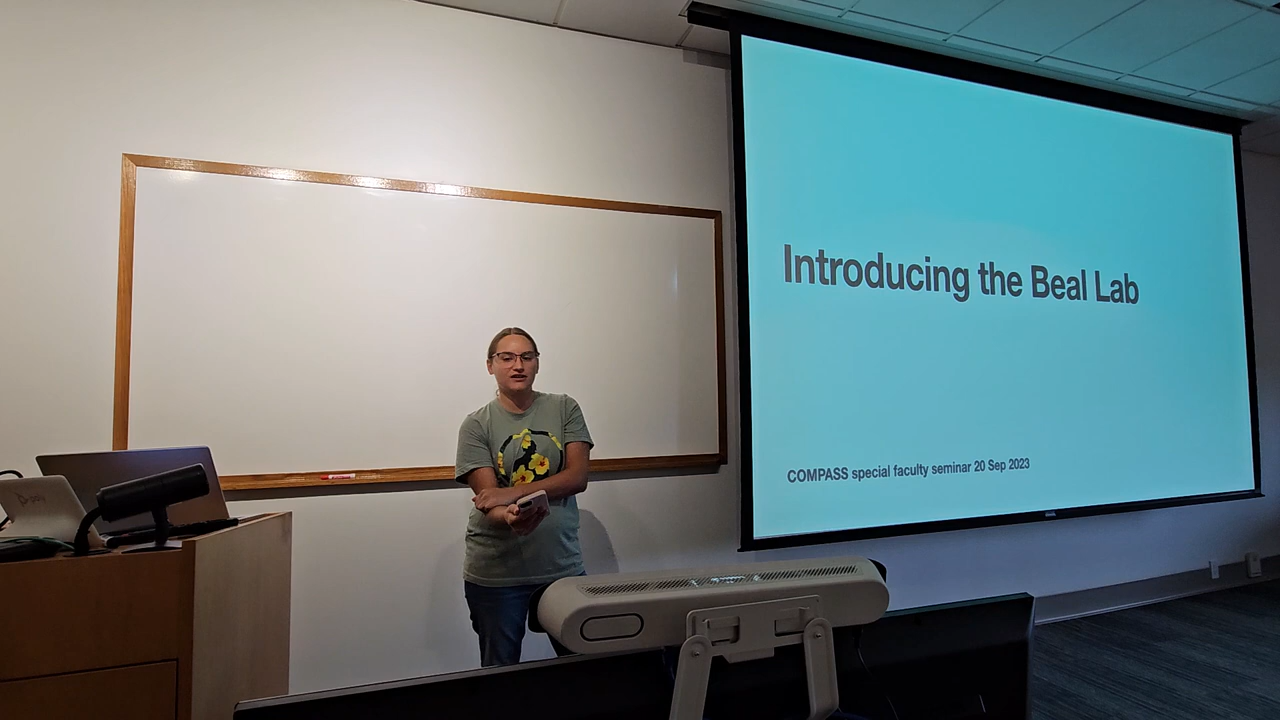 Introducing the Beal Lab
COMPASS special faculty seminar 20 Sep 2023